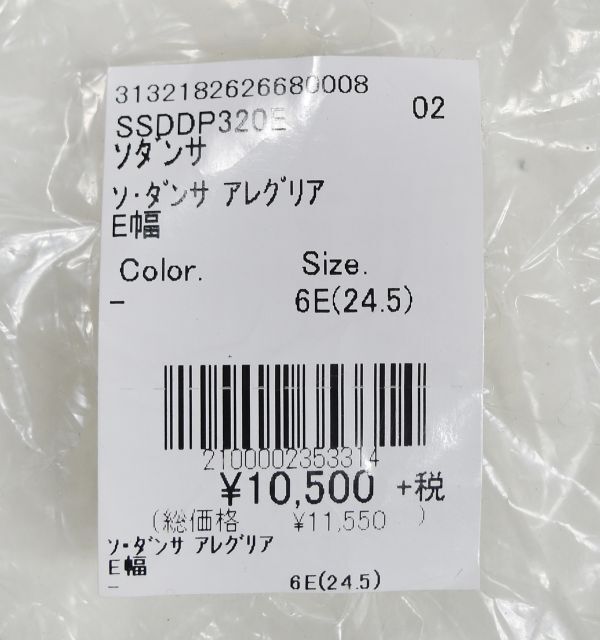 3132182626680008
SSDDP320E 02
ソダンサ
ソ・ダンサ アレグリア
E幅
Color. Size.
- 6E(24.5)
2100002353314
¥10,500 +税
(総価格 ¥11,550 )
ソ・ダンサ アレグリア
E幅
- 6E(24.5)